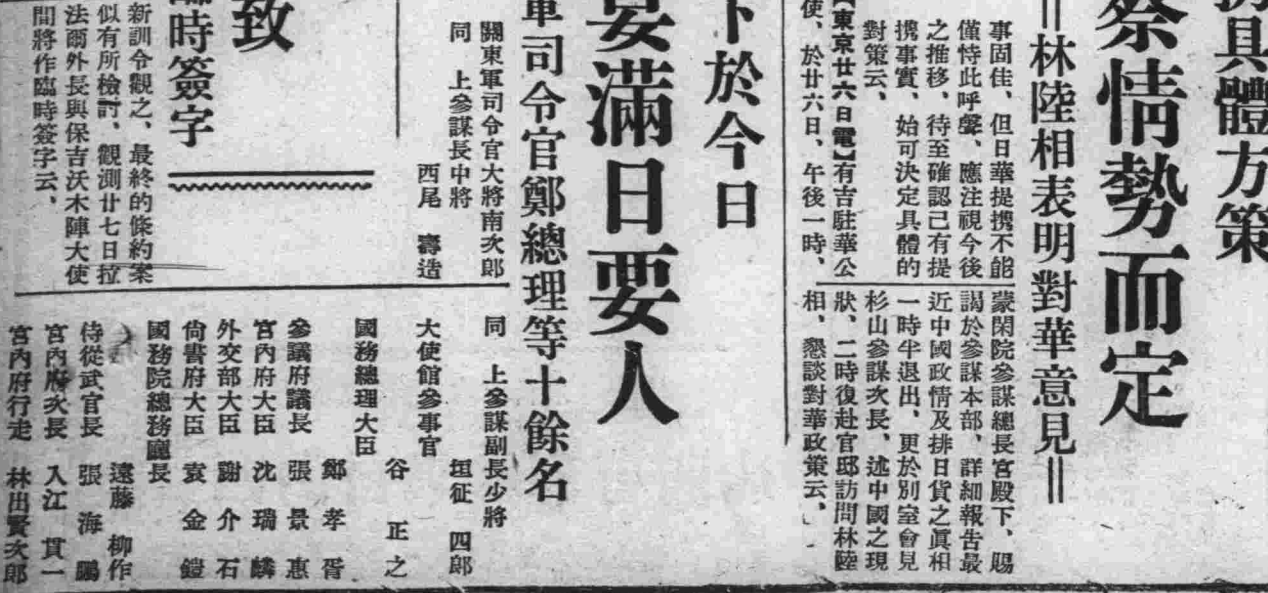 具體方策
祭情勢而定
＝林陸相表明對華意見＝
事固佳、但日華提携不能
僅恃此呼聲、應注視今後
之推移、待至確認已有提
携事實、始可決定具體的
對策云、
【東京廿六日電】有吉駐華公
使、於廿六日、午後一時、
蒙閑院參謀總長宮殿下、賜
謁於參謀本部、詳細報告最
近中國政情及排日貨之眞相
一時半退出、更於別室會見
杉山參謀次長、述中國之現
狀、二時復赴官邸訪問林陸
相、懇談對華政策云、
下於今日
宴滿日要人
軍司令官鄭總理等十餘名
關東軍司令官大將南次郎
同　上參謀長中將
西尾　壽造
同　上參謀副長少將
垣征　四郎
大使館參事官
谷　正之
國務總理大臣
鄭　孝胥
參議府議長　張　景惠
宮內府大臣　沈　瑞麟
外交部大臣　謝　介石
尙書府大臣　袁　金鎧
國務院總務廳長
遠藤　柳作
侍從武官長　張　海鵬
宮內府次長　入江　貫一
宮內府行走　林出賢次郎
致
時簽字
新訓令觀之、最終的條約案
似有所檢討、觀測廿七日拉
法爾外長與保吉沃木陣大使
間將作臨時簽字云、